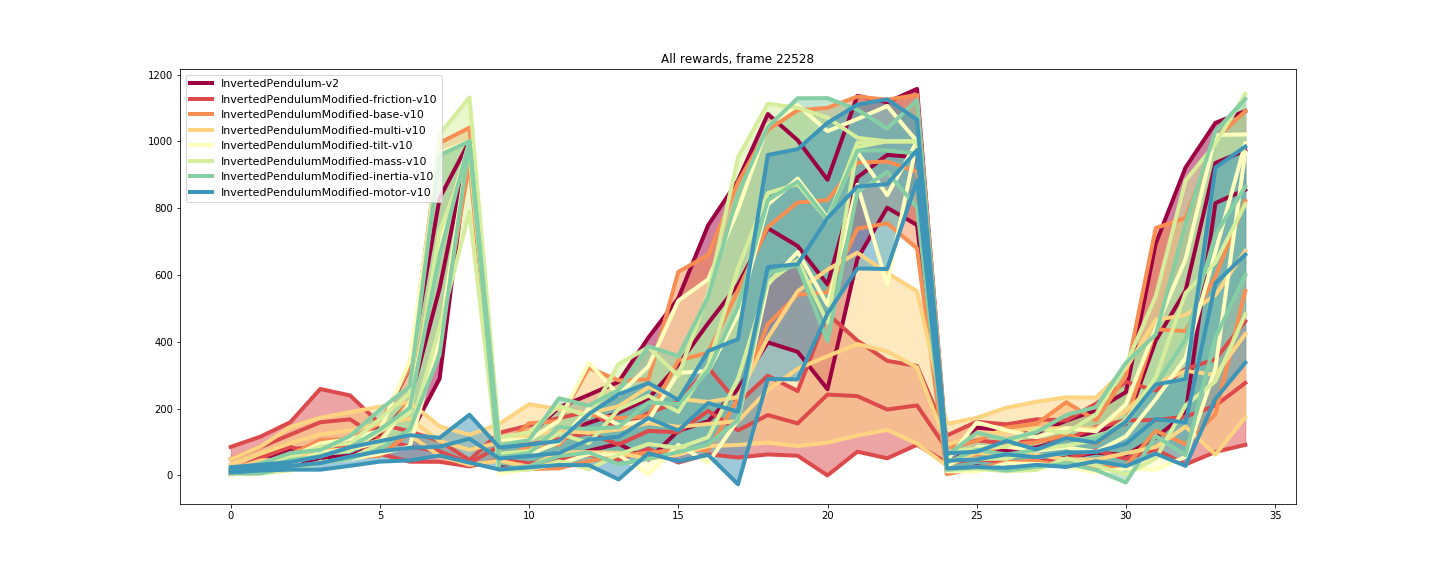 All rewards, frame 22528
1200
1000
800
600
400
200
0
InvertedPendulum-v2
InvertedPendulumModified-friction-v10
InvertedPendulumModified-base-v10
InvertedPendulumModified-multi-v10
InvertedPendulumModified-tilt-v10
InvertedPendulumModified-mass-v10
InvertedPendulumModified-inertia-v10
InvertedPendulumModified-motor-v10
0 5 10 15 20 25 30 35